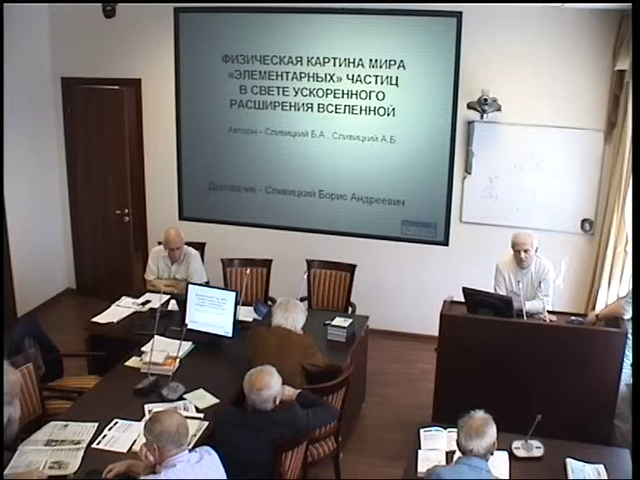 ФИЗИЧЕСКАЯ КАРТИНА МИРА
«ЭЛЕМЕНТАРНЫХ» ЧАСТИЦ
В СВЕТЕ УСКОРЕННОГО
РАСШИРЕНИЯ ВСЕЛЕННОЙ
Авторы - Сливицкий Б.А., Сливицкий А.Б.
Докладчик - Сливицкий Борис Андреевич